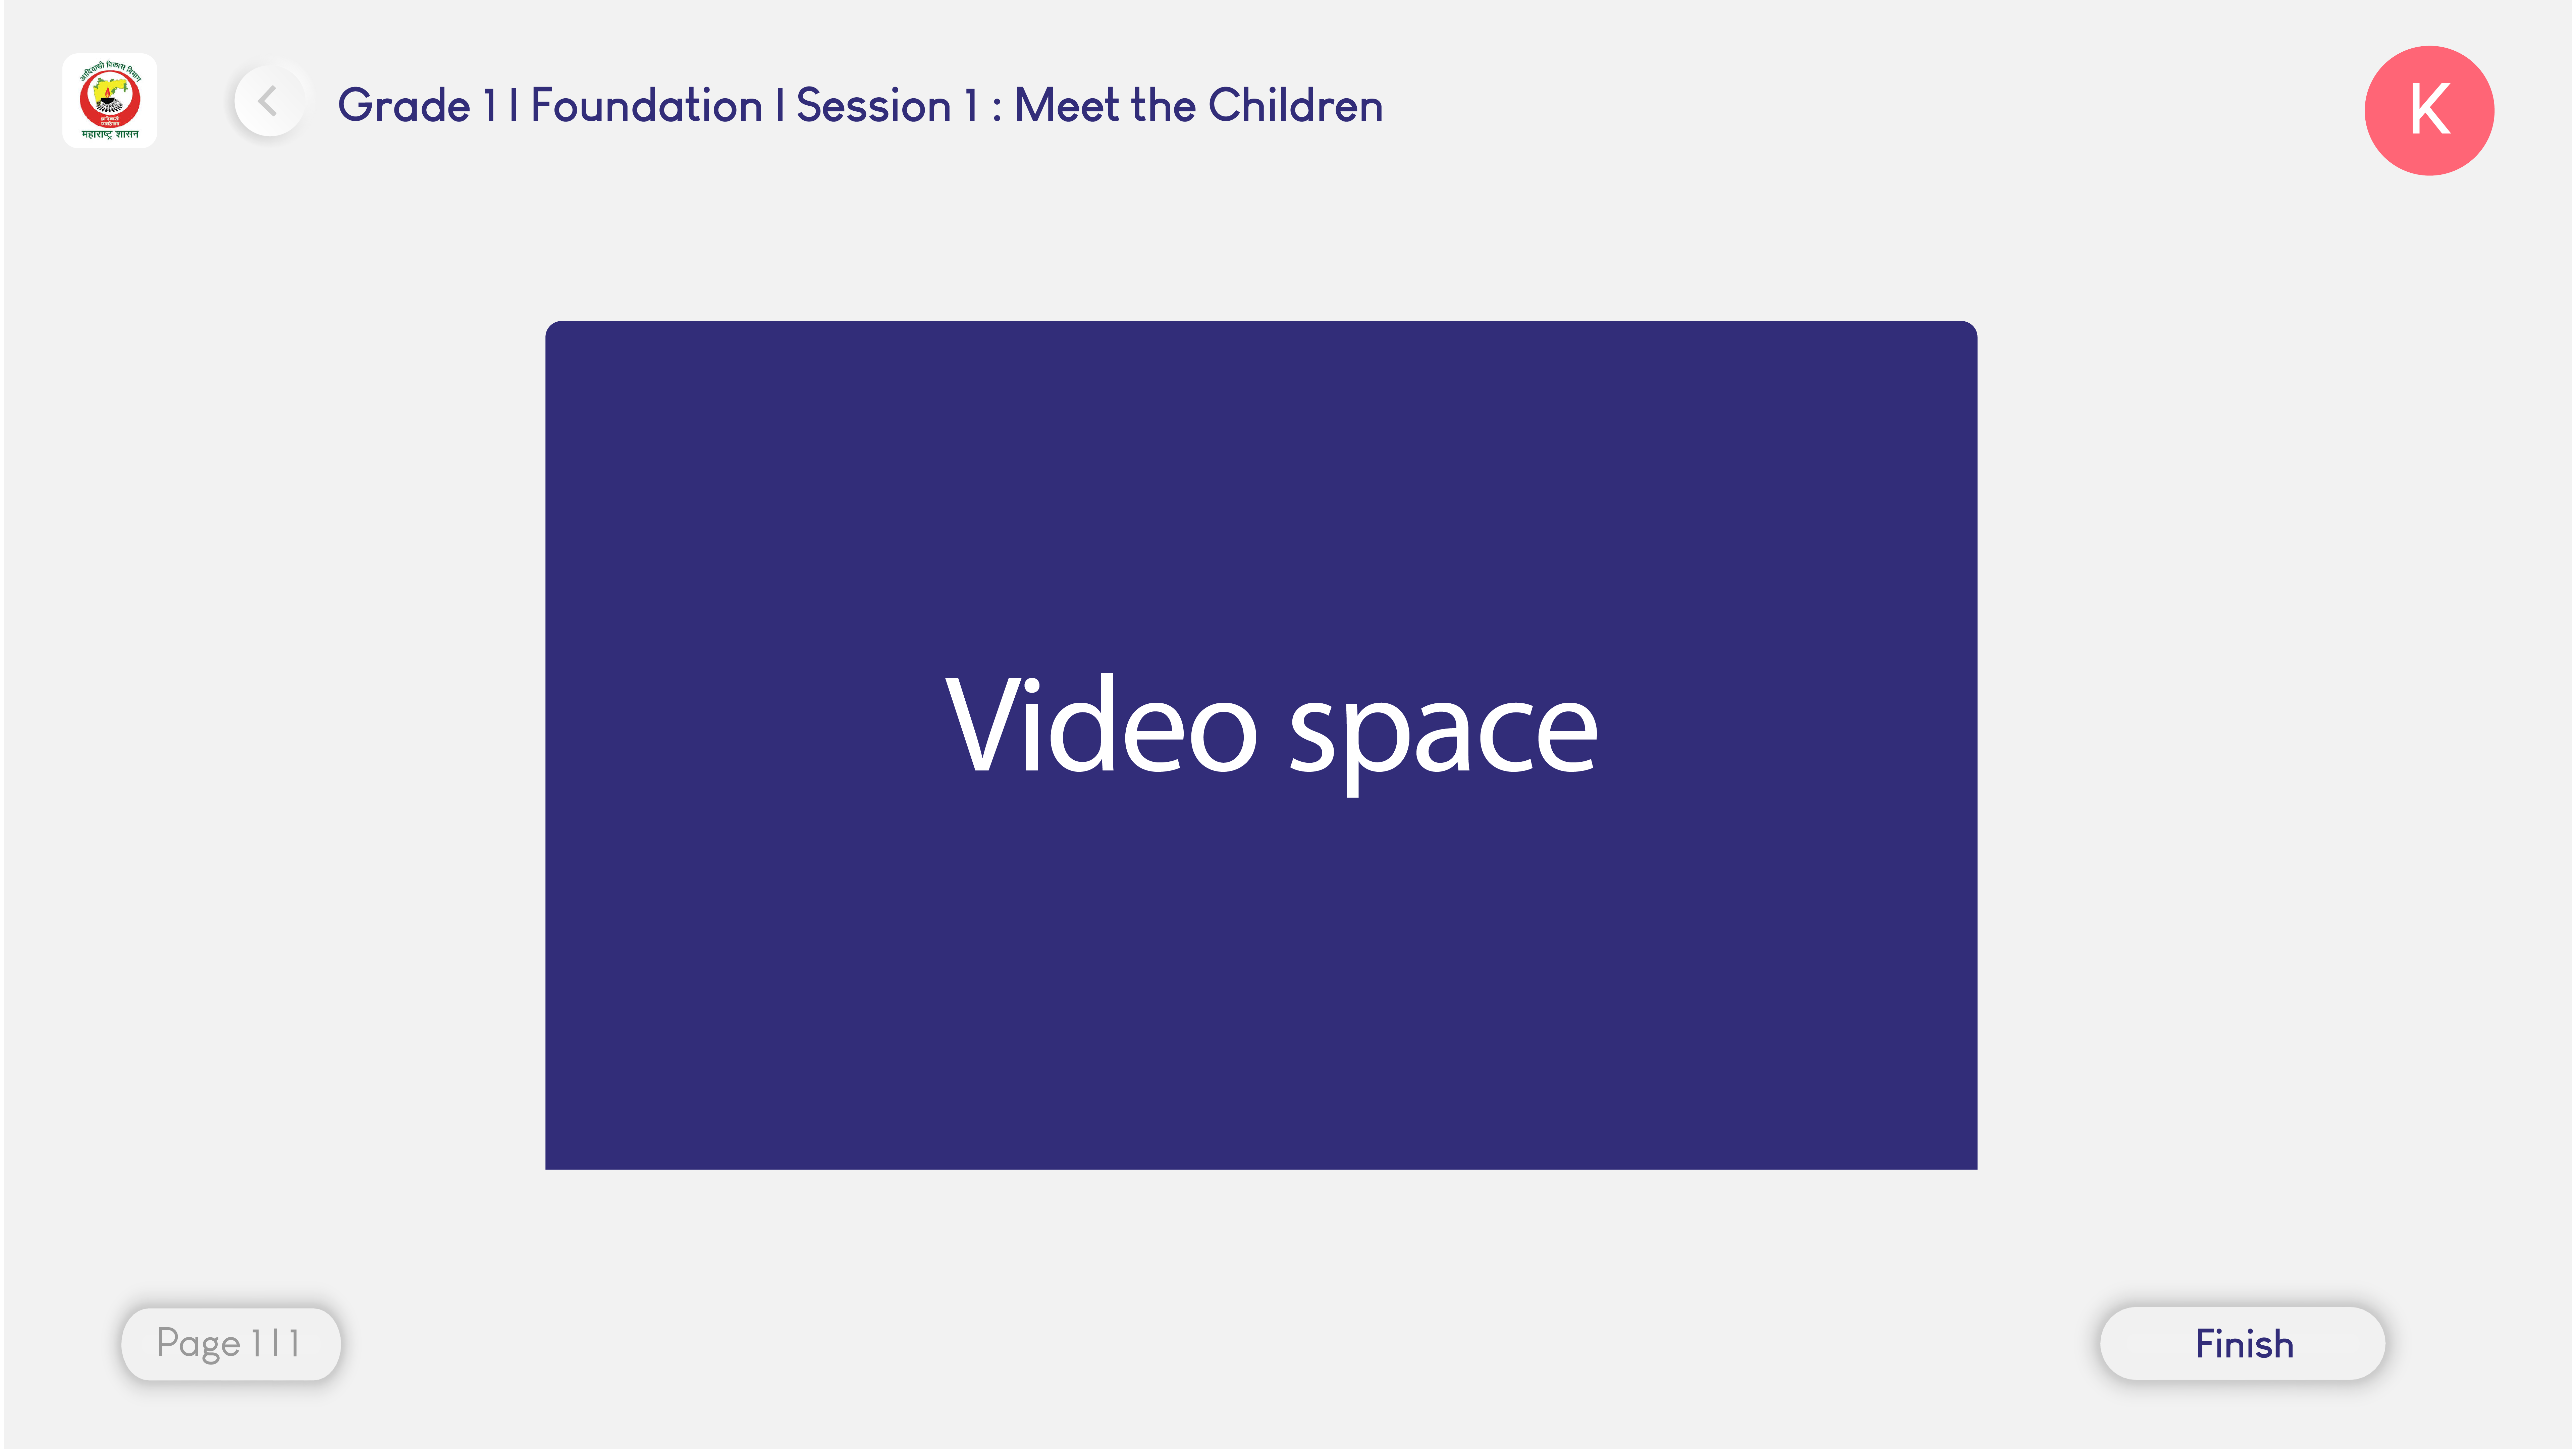 आदिवासी विकास विभाग
महाराष्ट्र शासन
Grade 1 | Foundation | Session 1 : Meet the Children
K
Video space
Page 1 | 1
Finish